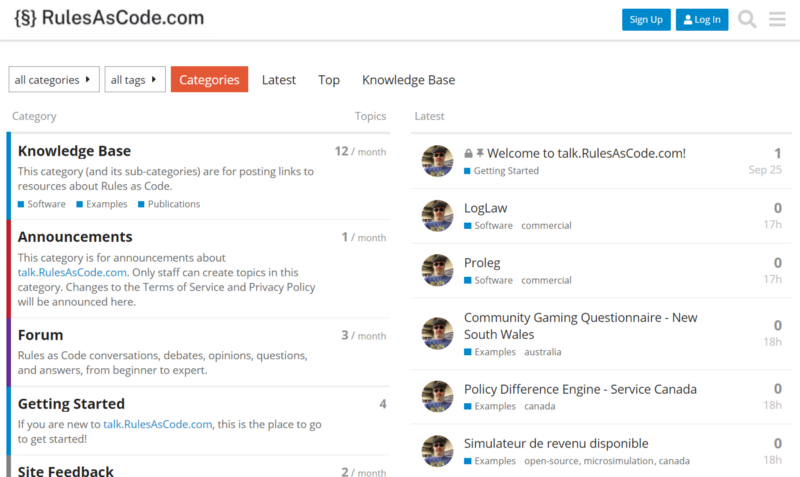 {§} RulesAsCode.com
Sign Up
Log In
all categories
all tags
Categories
Latest
Top
Knowledge Base
Category
Topics
Knowledge Base
12 / month
This category (and its sub-categories) are for posting links to
resources about Rules as Code.
Software
Examples
Publications
Announcements
1 / month
This category is for announcements about
talk.RulesAsCode.com. Only staff can create topics in this
category. Changes to the Terms of Service and Privacy Policy
will be announced here.
Forum
3 / month
Rules as Code conversations, debates, opinions, questions,
and answers, from beginner to expert.
Getting Started
4
If you are new to talk.RulesAsCode.com, this is the place to go
to get started!
Site Feedback
2 / month
Latest
Welcome to talk.RulesAsCode.com!
1
Getting Started
Sep 25
LogLaw
0
Software commercial
17h
Proleg
0
Software commercial
17h
Community Gaming Questionnaire - New
South Wales
0
Examples australia
18h
Policy Difference Engine - Service Canada
0
Examples canada
18h
Simulateur de revenu disponible
0
Examples open-source, microsimulation, canada
18h